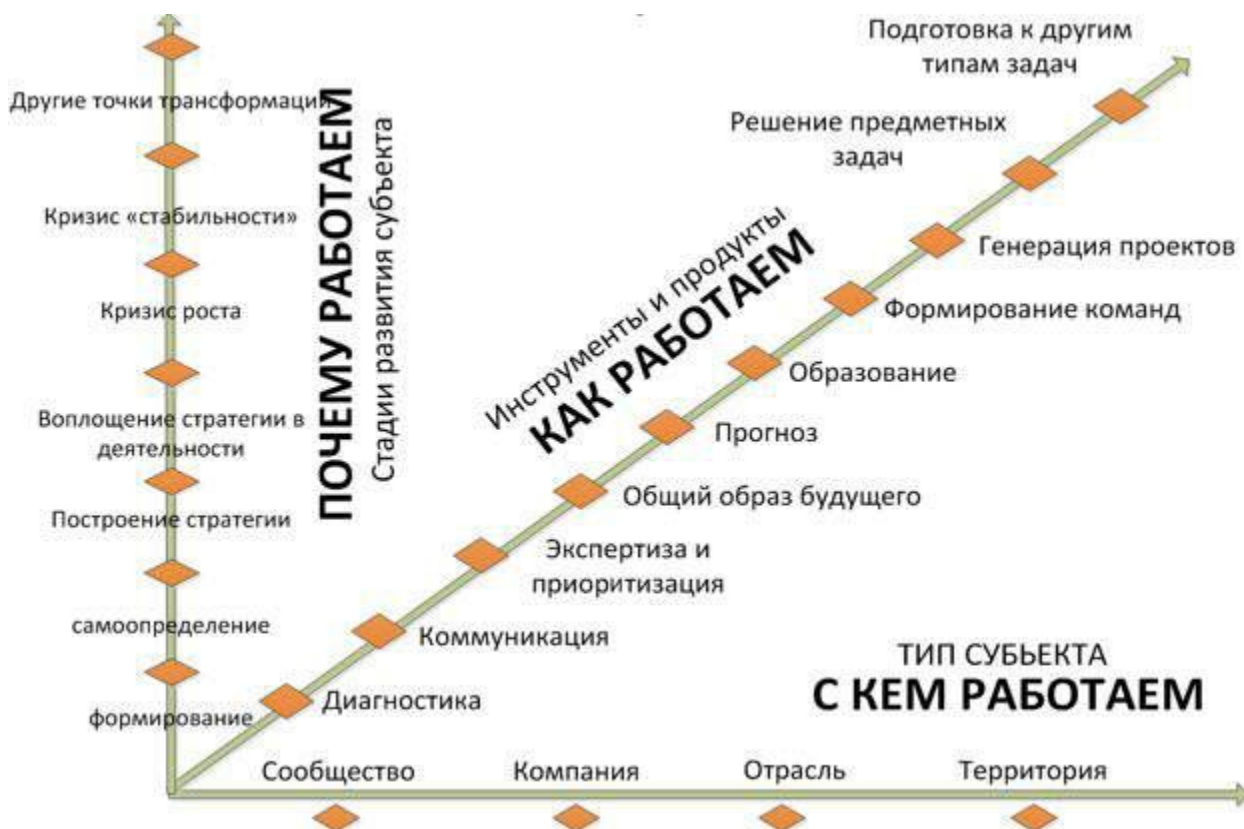 Другие точки трансформации
Кризис «стабильности»
Кризис роста
Воплощение стратегии в
деятельности
Построение стратегии
самоопределение
формирование
ПОЧЕМУ РАБОТАЕМ
Стадии развития субъекта
Инструменты и продукты
КАК РАБОТАЕМ
Подготовка к другим
типам задач
Решение предметных
задач
Генерация проектов
Формирование команд
Образование
Прогноз
Общий образ будущего
Экспертиза и
приоритизация
Коммуникация
Диагностика
ТИП СУБЬЕКТА
С КЕМ РАБОТАЕМ
Сообщество
Компания
Отрасль
Территория